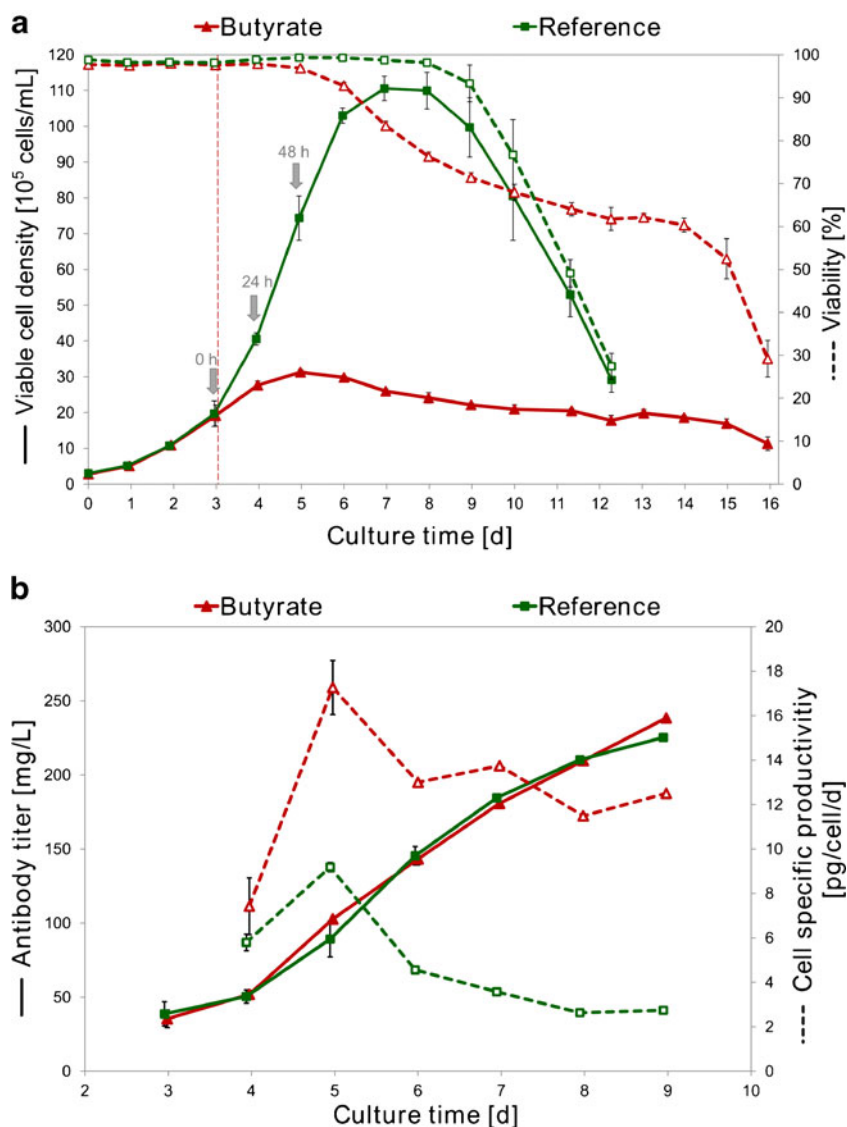 a
Butyrate Reference
Viable cell density [10⁵ cells/mL]
120
110
100
90
80
70
60
50
40
30
20
10
0
0 h
24 h
48 h
100
90
80
70
60
50
40
30
20
10
0
Viability [%]
0 1 2 3 4 5 6 7 8 9 10 11 12 13 14 15 16
Culture time [d]
b
Butyrate Reference
Antibody titer [mg/L]
300
250
200
150
100
50
0
20
18
16
14
12
10
8
6
4
2
0
Cell specific productivitiy
[pg/cell/d]
2 3 4 5 6 7 8 9 10
Culture time [d]